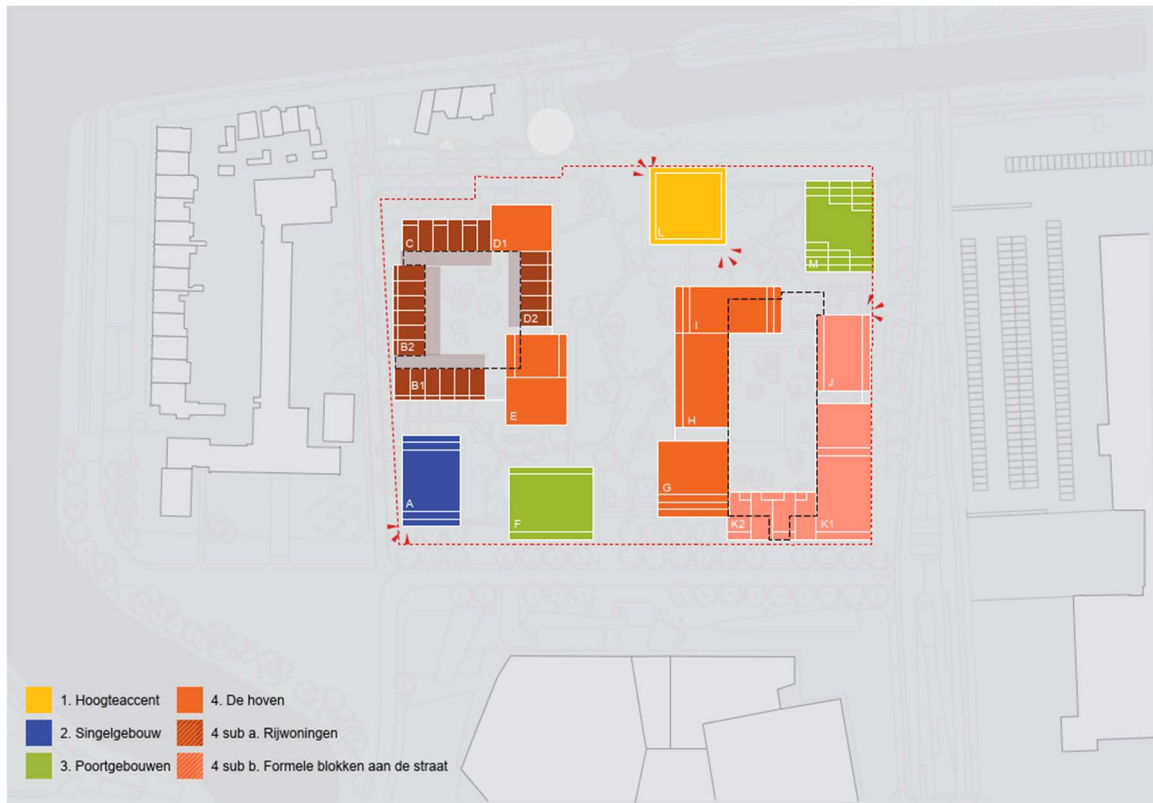 L
M
C
D1
D2
B2
B1
E
I
J
H
G
A
F
K2
K1
1. Hoogteaccent
2. Singelgebouw
3. Poortgebouwen
4. De hoven
4 sub a. Rijwoningen
4 sub b. Formele blokken aan de straat